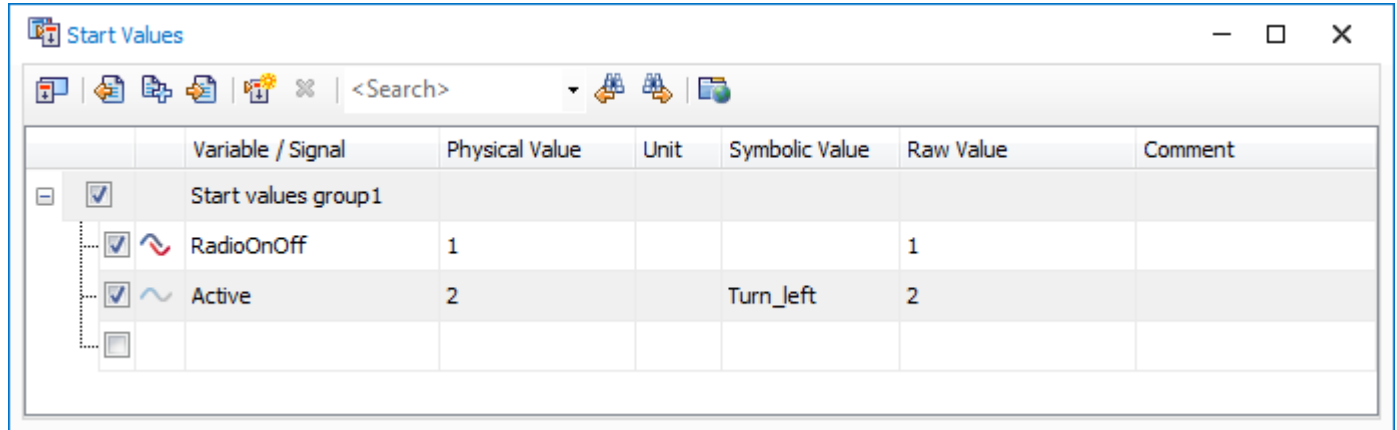 Start Values
<Search>
Variable / Signal Physical Value Unit Symbolic Value Raw Value Comment
Start values group1
RadioOnOff 1 1
Active 2 Turn_left 2